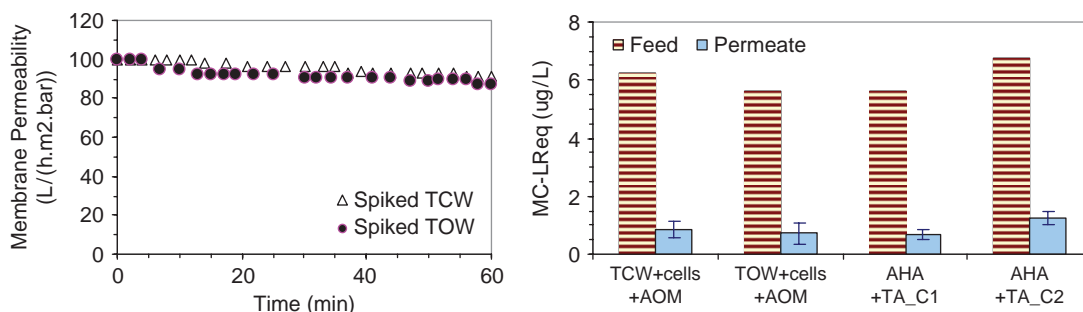 120
100
80
60
40
20
0
Membrane Permeability
(L/(h.m2.bar))
Spiked TCW
Spiked TOW
0 20 40 60
Time (min)
8
6
4
2
0
MC-LReq (ug/L)
Feed Permeate
TCW+cells
+AOM
TOW+cells
+AOM
AHA
+TA_C1
AHA
+TA_C2